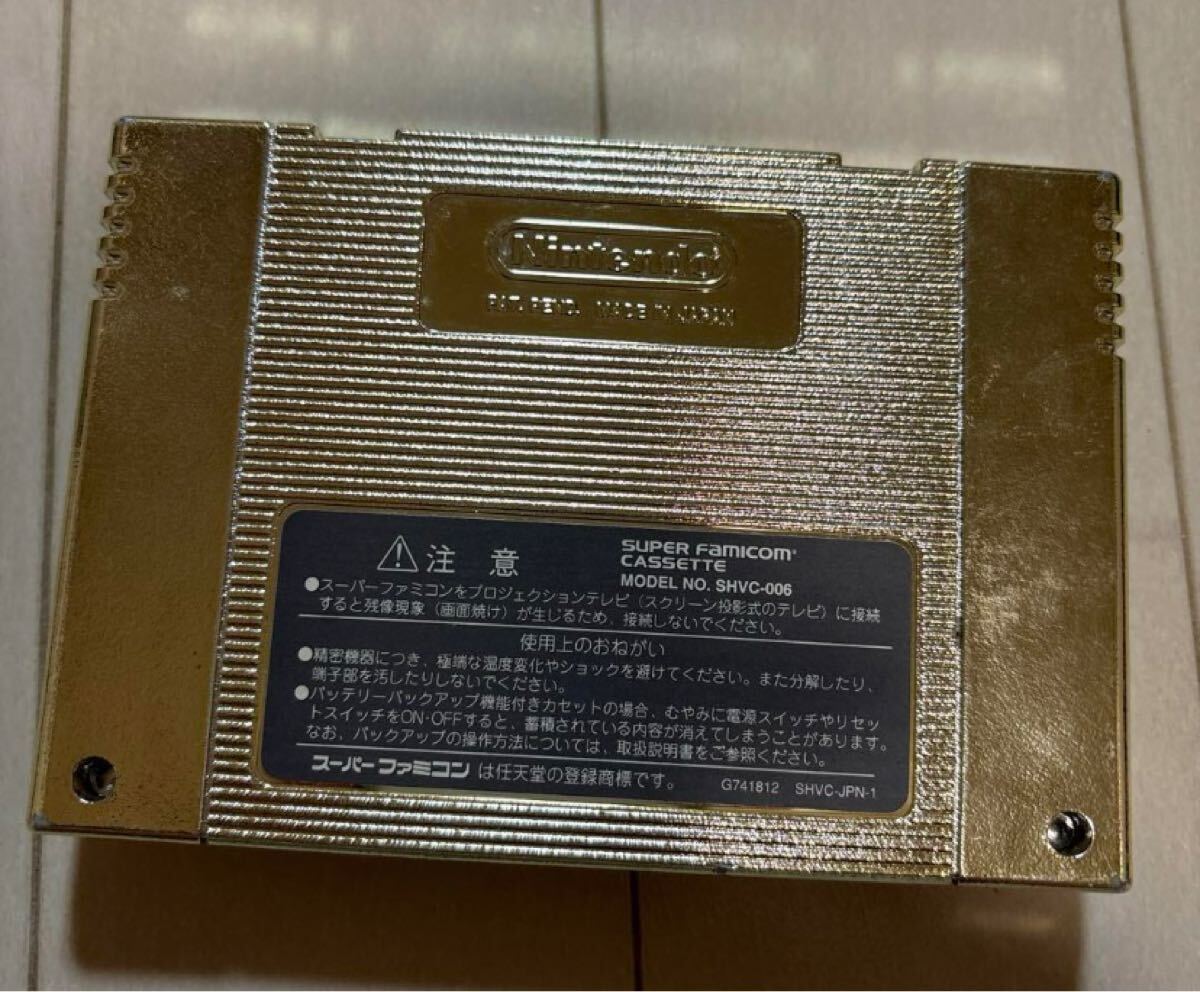 Nintendo
PAT. PEND. MADE IN JAPAN
注意
SUPER Famicom
CASSETTE
MODEL NO. SHVC-006
●スーパーファミコンをプロジェクションテレビ（スクリーン投影式のテレビ）に接続
すると残像現象（画面焼け）が生じるため、接続しないでください。
使用上のおねがい
●精密機器につき、極端な温度変化やショックを避けてください。また分解したり、
端子部を汚したりしないでください。
●バッテリーバックアップ機能付きカセットの場合、むやみに電源スイッチやリセッ
トスイッチをON・OFFすると、蓄積されている内容が消えてしまうことがあります。
なお、バックアップの操作方法については、取扱説明書をご参照ください。
スーパーファミコンは任天堂の登録商標です。 G741812 SHVC-JPN-1